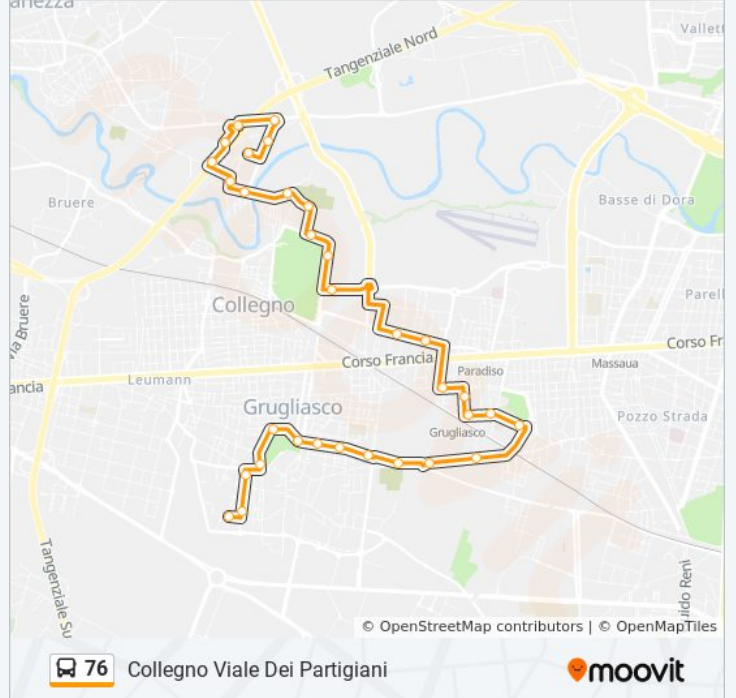 anezza
Tangenziale Nord
Vallett
Bruere
Basse di Dora
Collegno
Parell
Via Bruere
Corso Francia
Corso Fr
Paradiso
Massaua
ancia
Leumann
Grugliasco
Pozzo Strada
Grugliasco
Tangenziale Su
uido Reni
© OpenStreetMap contributors | © OpenMapTiles
76 Collegno Viale Dei Partigiani
moovit